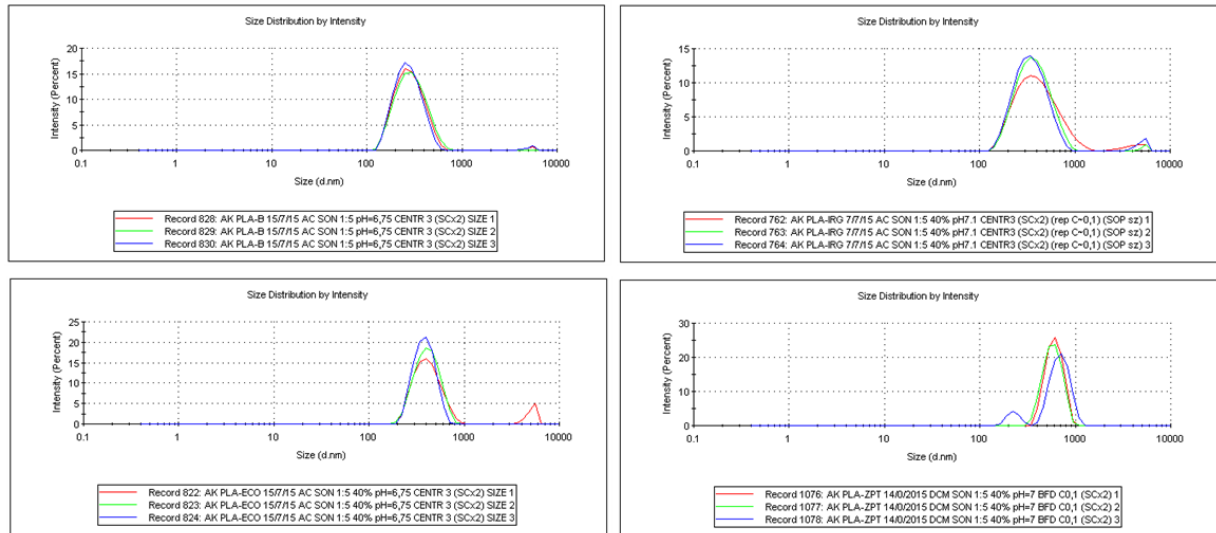 Size Distribution by Intensity
20
15
10
5
0
Intensity (Percent)
0.1 1 10 100 1000 10000
Size (d.nm)
Record 828: AK PLA-B 15/7/15 AC SON 1:5 pH=6,75 CENTR 3 (SCx2) SIZE 1
Record 829: AK PLA-B 15/7/15 AC SON 1:5 pH=6,75 CENTR 3 (SCx2) SIZE 2
Record 830: AK PLA-B 15/7/15 AC SON 1:5 pH=6,75 CENTR 3 (SCx2) SIZE 3
Size Distribution by Intensity
15
10
5
0
Intensity (Percent)
0.1 1 10 100 1000 10000
Size (d.nm)
Record 762: AK PLA-IRG 7/7/15 AC SON 1:5 40% pH7.1 CENTR3 (SCx2) (rep C~0,1) (SOP sz) 1
Record 763: AK PLA-IRG 7/7/15 AC SON 1:5 40% pH7.1 CENTR3 (SCx2) (rep C~0,1) (SOP sz) 2
Record 764: AK PLA-IRG 7/7/15 AC SON 1:5 40% pH7.1 CENTR3 (SCx2) (rep C~0,1) (SOP sz) 3
Size Distribution by Intensity
25
20
15
10
5
0
Intensity (Percent)
0.1 1 10 100 1000 10000
Size (d.nm)
Record 822: AK PLA-ECO 15/7/15 AC SON 1:5 40% pH=6,75 CENTR 3 (SCx2) SIZE 1
Record 823: AK PLA-ECO 15/7/15 AC SON 1:5 40% pH=6,75 CENTR 3 (SCx2) SIZE 2
Record 824: AK PLA-ECO 15/7/15 AC SON 1:5 40% pH=6,75 CENTR 3 (SCx2) SIZE 3
Size Distribution by Intensity
30
20
10
0
Intensity (Percent)
0.1 1 10 100 1000 10000
Size (d.nm)
Record 1076: AK PLA-ZPT 14/0/2015 DCM SON 1:5 40% pH=7 BFD C0,1 (SCx2) 1
Record 1077: AK PLA-ZPT 14/0/2015 DCM SON 1:5 40% pH=7 BFD C0,1 (SCx2) 2
Record 1078: AK PLA-ZPT 14/0/2015 DCM SON 1:5 40% pH=7 BFD C0,1 (SCx2) 3